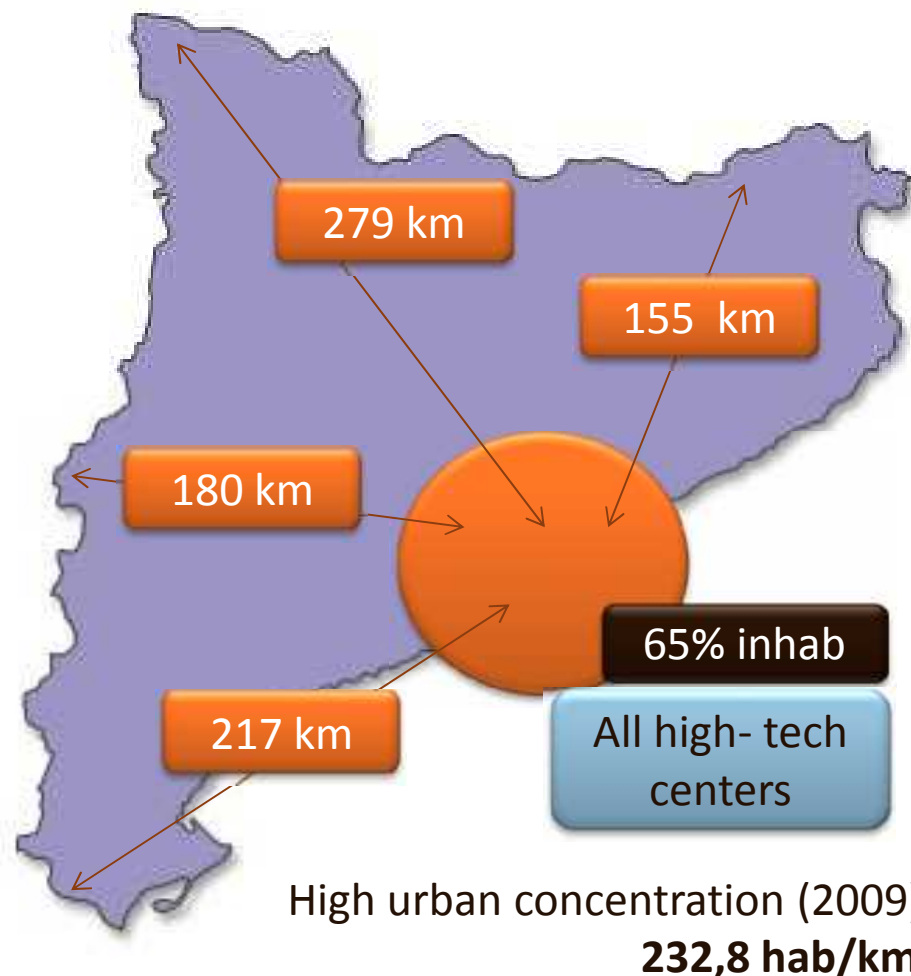 279 km
155 km
180 km
65% inhab
217 km
All high- tech
centers
High urban concentration (2009
232,8 hab/km